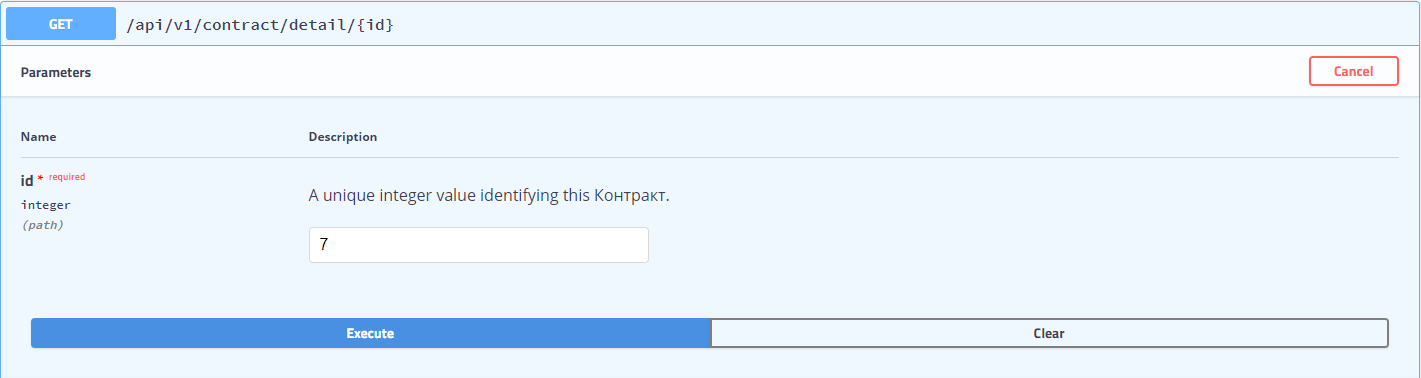 GET /api/v1/contract/detail/{id}
Parameters Cancel
Name Description
id * required
integer
(path)
A unique integer value identifying this Контракт.
7
Execute Clear